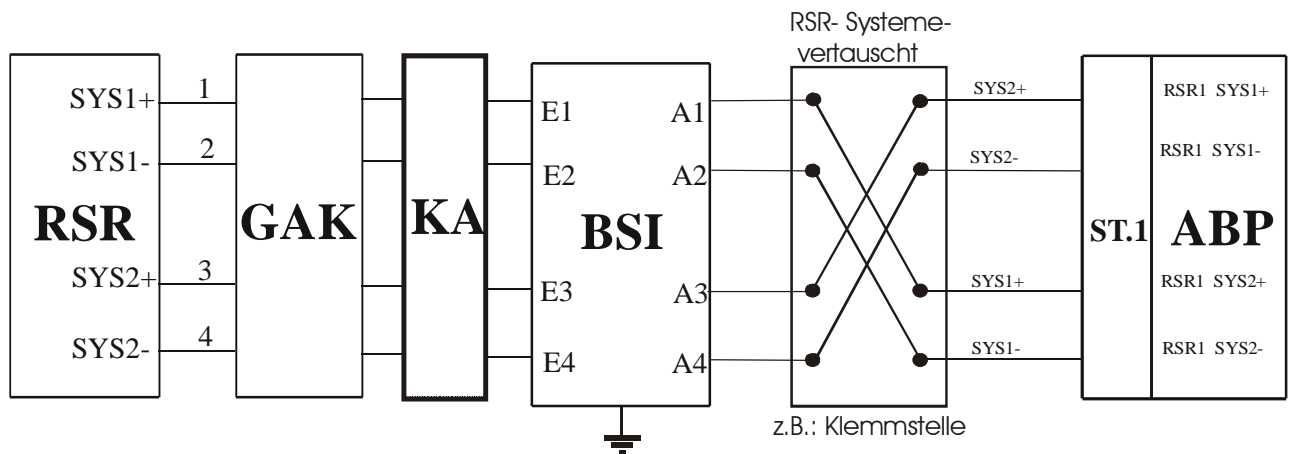 RSR- Systeme-
vertauscht
SYS1+
1
SYS1-
2
RSR
SYS2+
3
SYS2-
4
GAK
KA
E1
E2
E3
E4
BSI
A1
A2
A3
A4
z.B.: Klemmstelle
SYS2+
SYS2-
SYS1+
SYS1-
ST.1
RSR1 SYS1+
RSR1 SYS1-
ABP
RSR1 SYS2+
RSR1 SYS2-